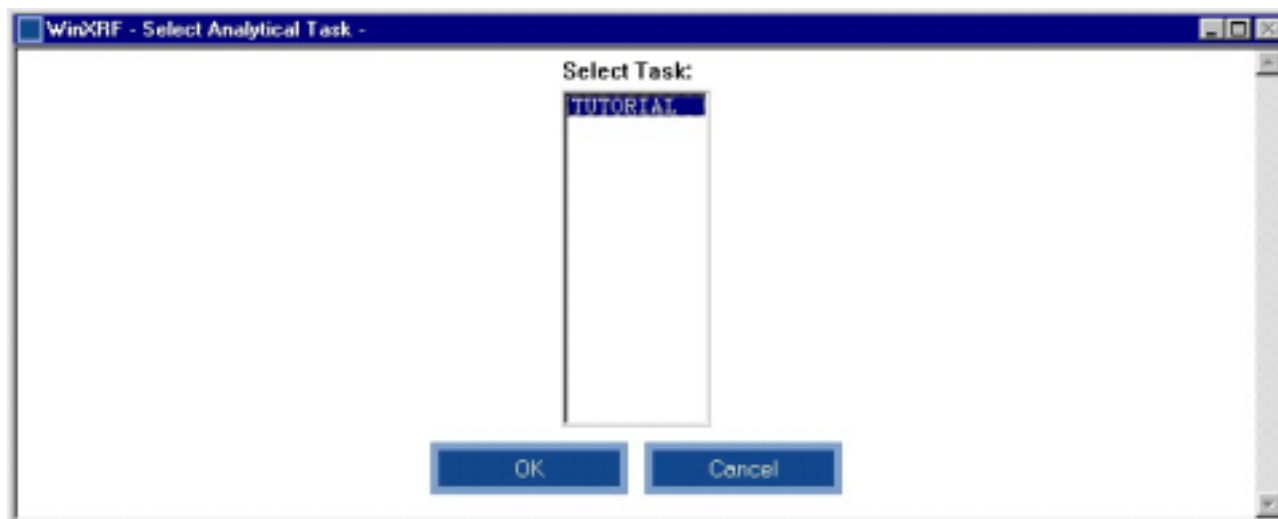 WinXRF - Select Analytical Task -
Select Task:
TUTORIAL
OK
Cancel